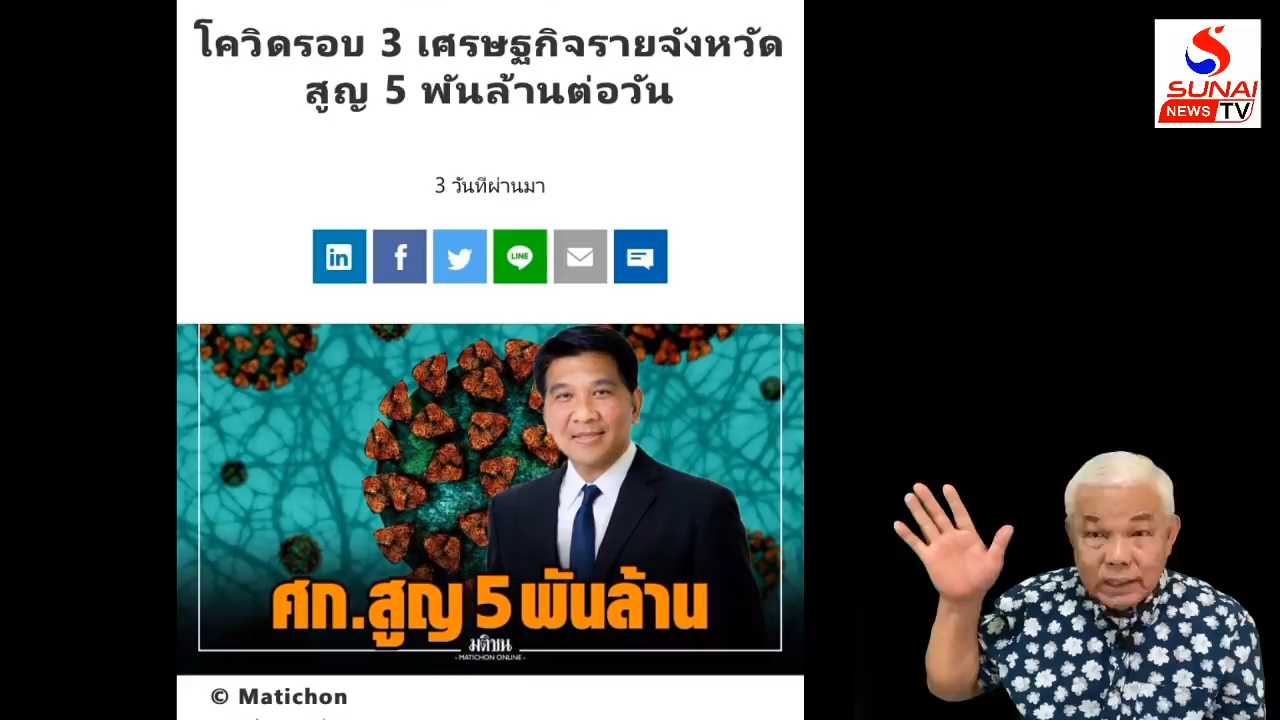 โควิดรอบ 3 เศรษฐกิจรายจังหวัด
สูญ 5 พันล้านต่อวัน
SUNAI
NEWS TV
3 วันที่ผ่านมา
in
f
LINE
ศก.สูญ 5 พันล้าน
มติชน
- MATICHON ONLINE -
© Matichon